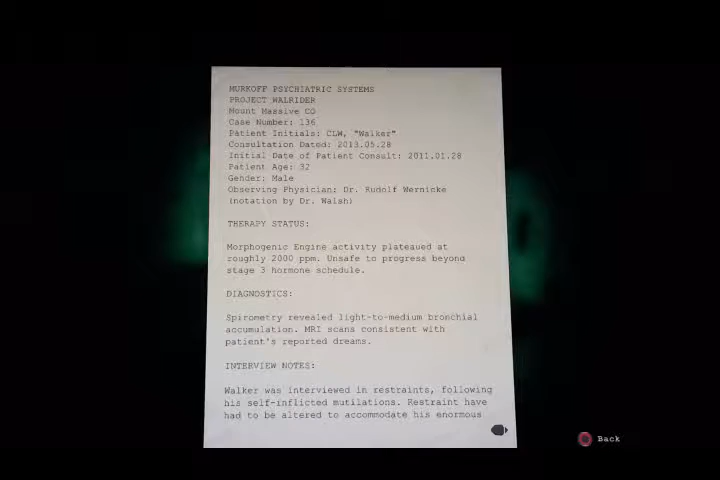 MURKOFF PSYCHIATRIC SYSTEMS
PROJECT WALRIDER
Mount Massive CO
Case Number: 136
Patient Initials: CLW, "Walker"
Consultation Dated: 2013.05.28
Initial Date of Patient Consult: 2011.01.28
Patient Age: 32
Gender: Male
Observing Physician: Dr. Rudolf Wernicke
(notation by Dr. Walsh)
THERAPY STATUS:
Morphogenic Engine activity plateaued at
roughly 2000 ppm. Unsafe to progress beyond
stage 3 hormone schedule.
DIAGNOSTICS:
Spirometry revealed light-to-medium bronchial
accumulation. MRI scans consistent with
patient's reported dreams.
INTERVIEW NOTES:
Walker was interviewed in restraints, following
his self-inflicted mutilations. Restraint have
had to be altered to accommodate his enormous
Back